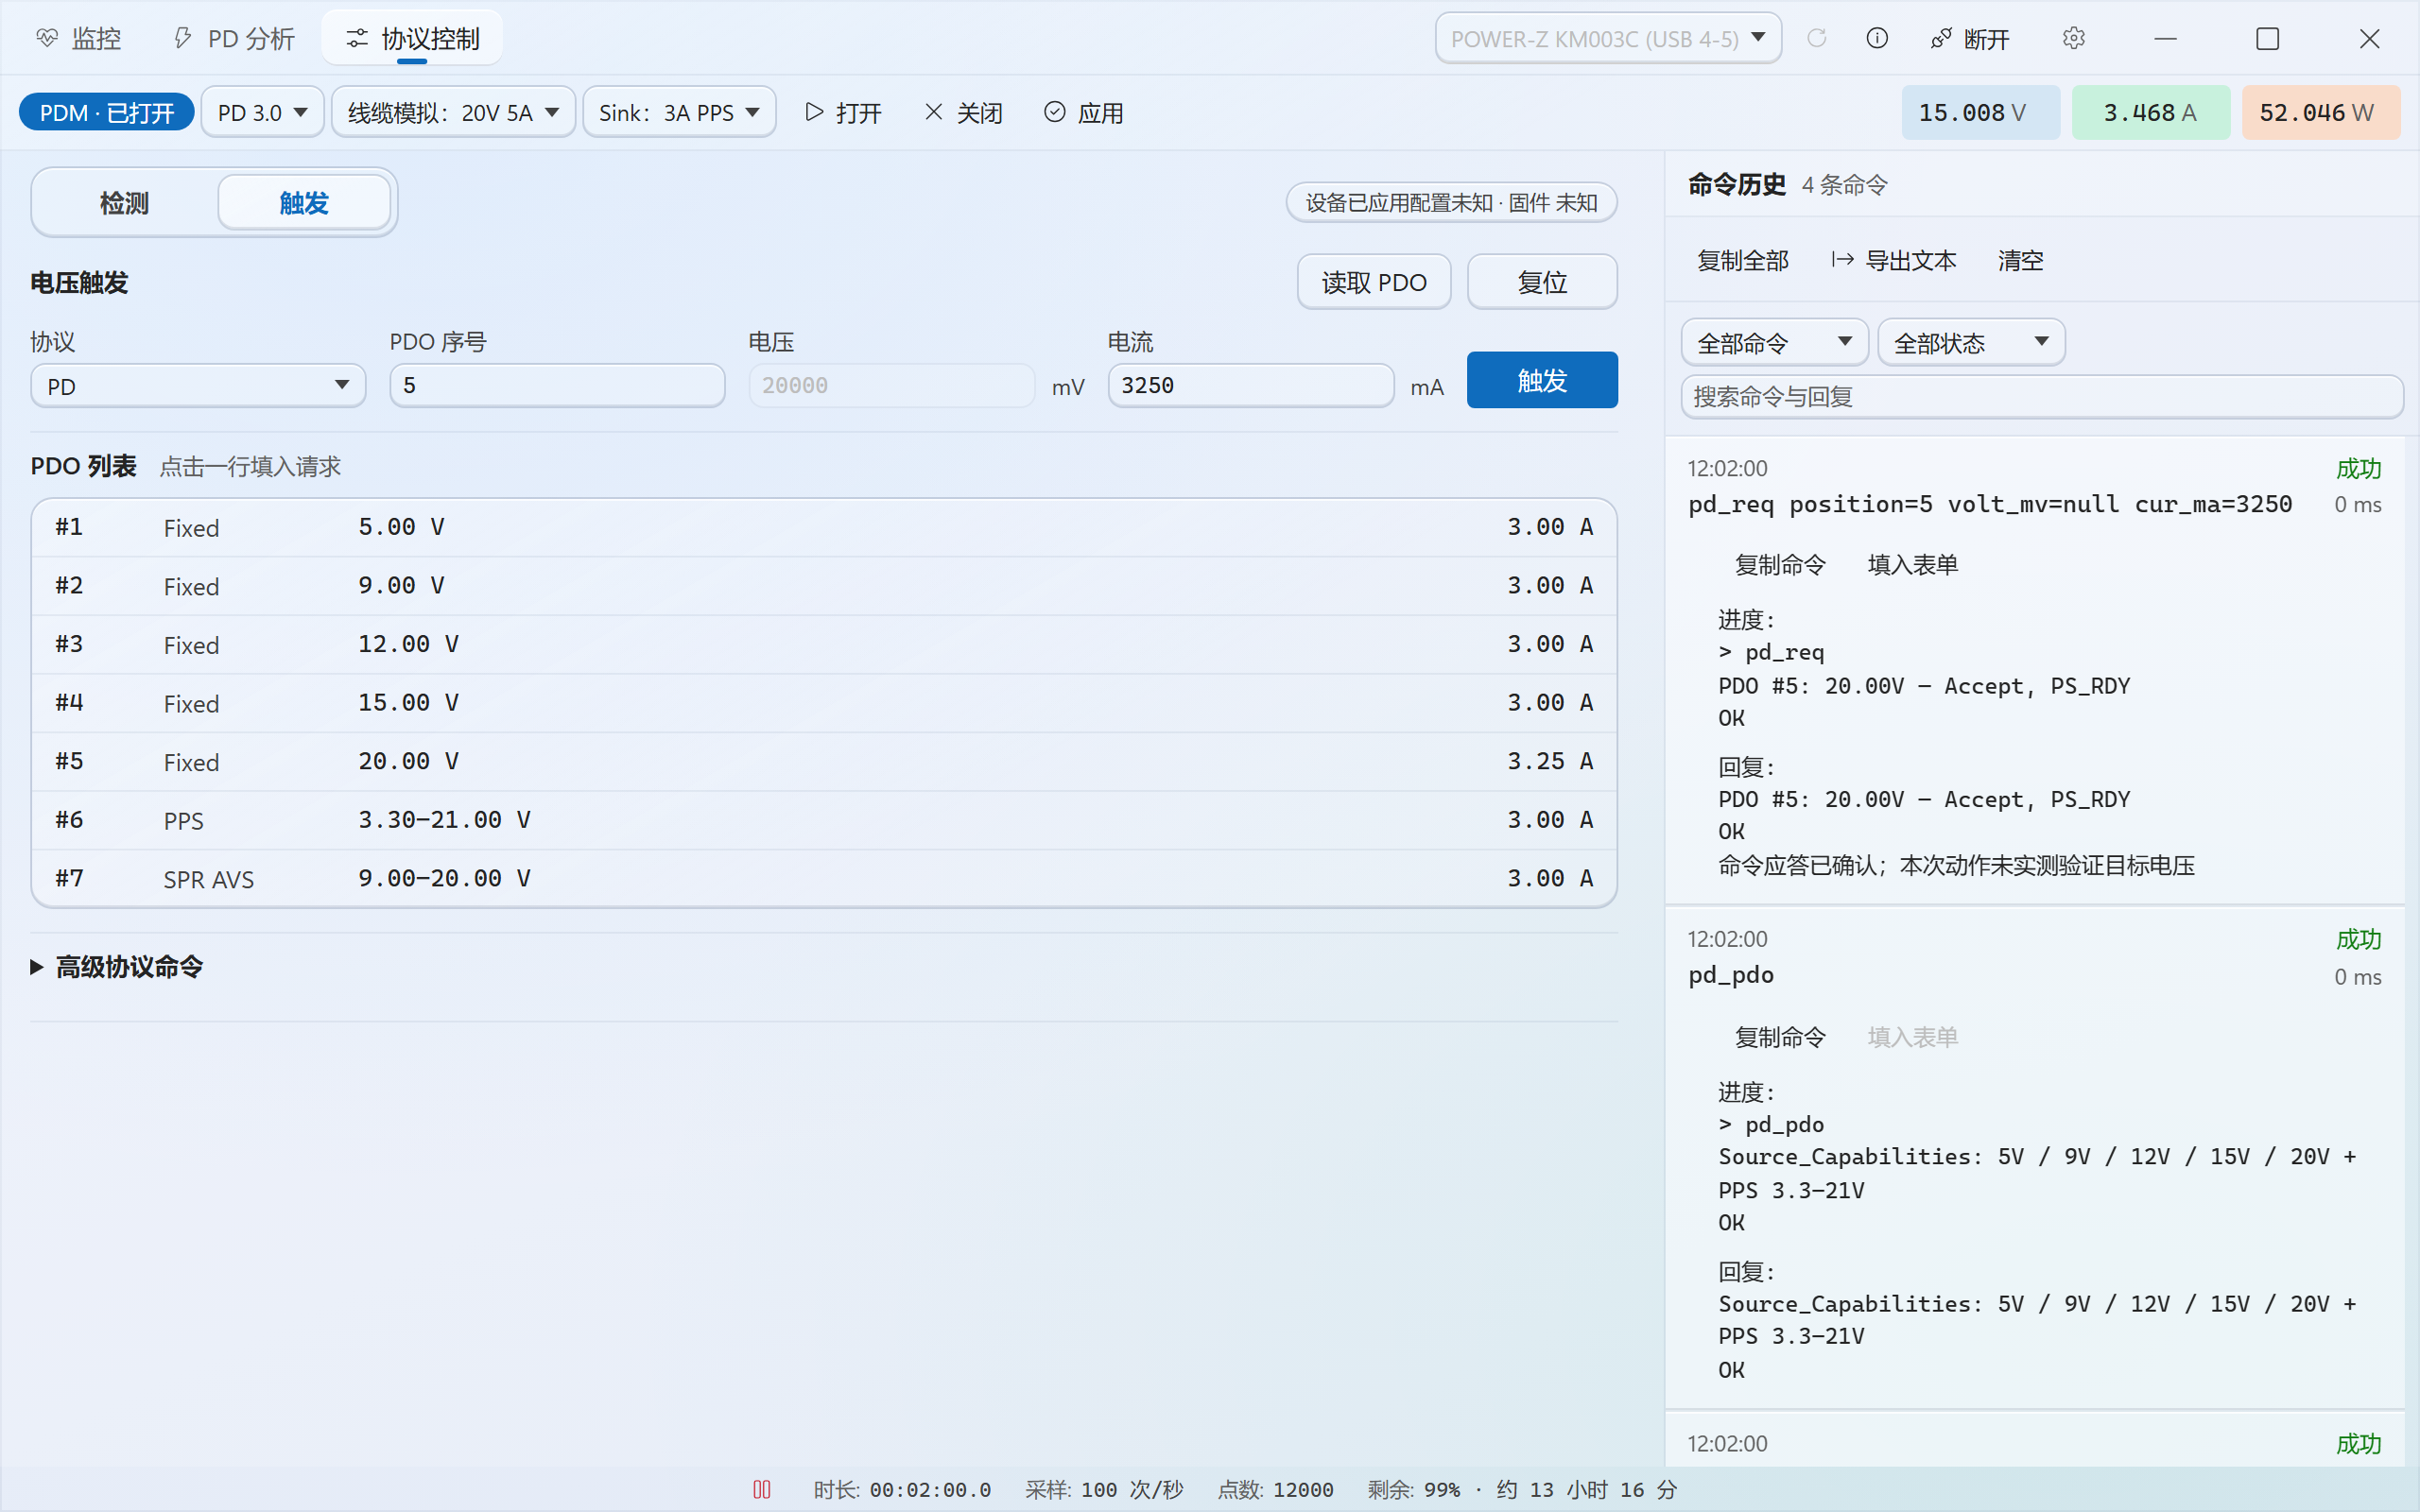 监控 PD 分析 协议控制 POWER-Z KM003C (USB 4-5) 断开
PDM · 已打开 PD 3.0 线缆模拟：20V 5A Sink：3A PPS 打开 关闭 应用 15.008 V 3.468 A 52.046 W
检测 触发 设备已应用配置未知 · 固件 未知
电压触发 读取 PDO 复位
协议 PDO 序号 电压 电流
PD 5 20000 mV 3250 mA 触发
PDO 列表 点击一行填入请求
#1 Fixed 5.00 V 3.00 A
#2 Fixed 9.00 V 3.00 A
#3 Fixed 12.00 V 3.00 A
#4 Fixed 15.00 V 3.00 A
#5 Fixed 20.00 V 3.25 A
#6 PPS 3.30–21.00 V 3.00 A
#7 SPR AVS 9.00–20.00 V 3.00 A
高级协议命令
命令历史 4 条命令
复制全部 导出文本 清空
全部命令 全部状态
搜索命令与回复
12:02:00 成功
pd_req position=5 volt_mv=null cur_ma=3250 0 ms
复制命令 填入表单
进度：
> pd_req
PDO #5: 20.00V — Accept, PS_RDY
OK
回复：
PDO #5: 20.00V — Accept, PS_RDY
OK
命令应答已确认；本次动作未实测验证目标电压
12:02:00 成功
pd_pdo 0 ms
复制命令 填入表单
进度：
> pd_pdo
Source_Capabilities: 5V / 9V / 12V / 15V / 20V +
PPS 3.3–21V
OK
回复：
Source_Capabilities: 5V / 9V / 12V / 15V / 20V +
PPS 3.3–21V
OK
12:02:00 成功
时长: 00:02:00.0 采样: 100 次/秒 点数: 12000 剩余: 99% · 约 13 小时 16 分